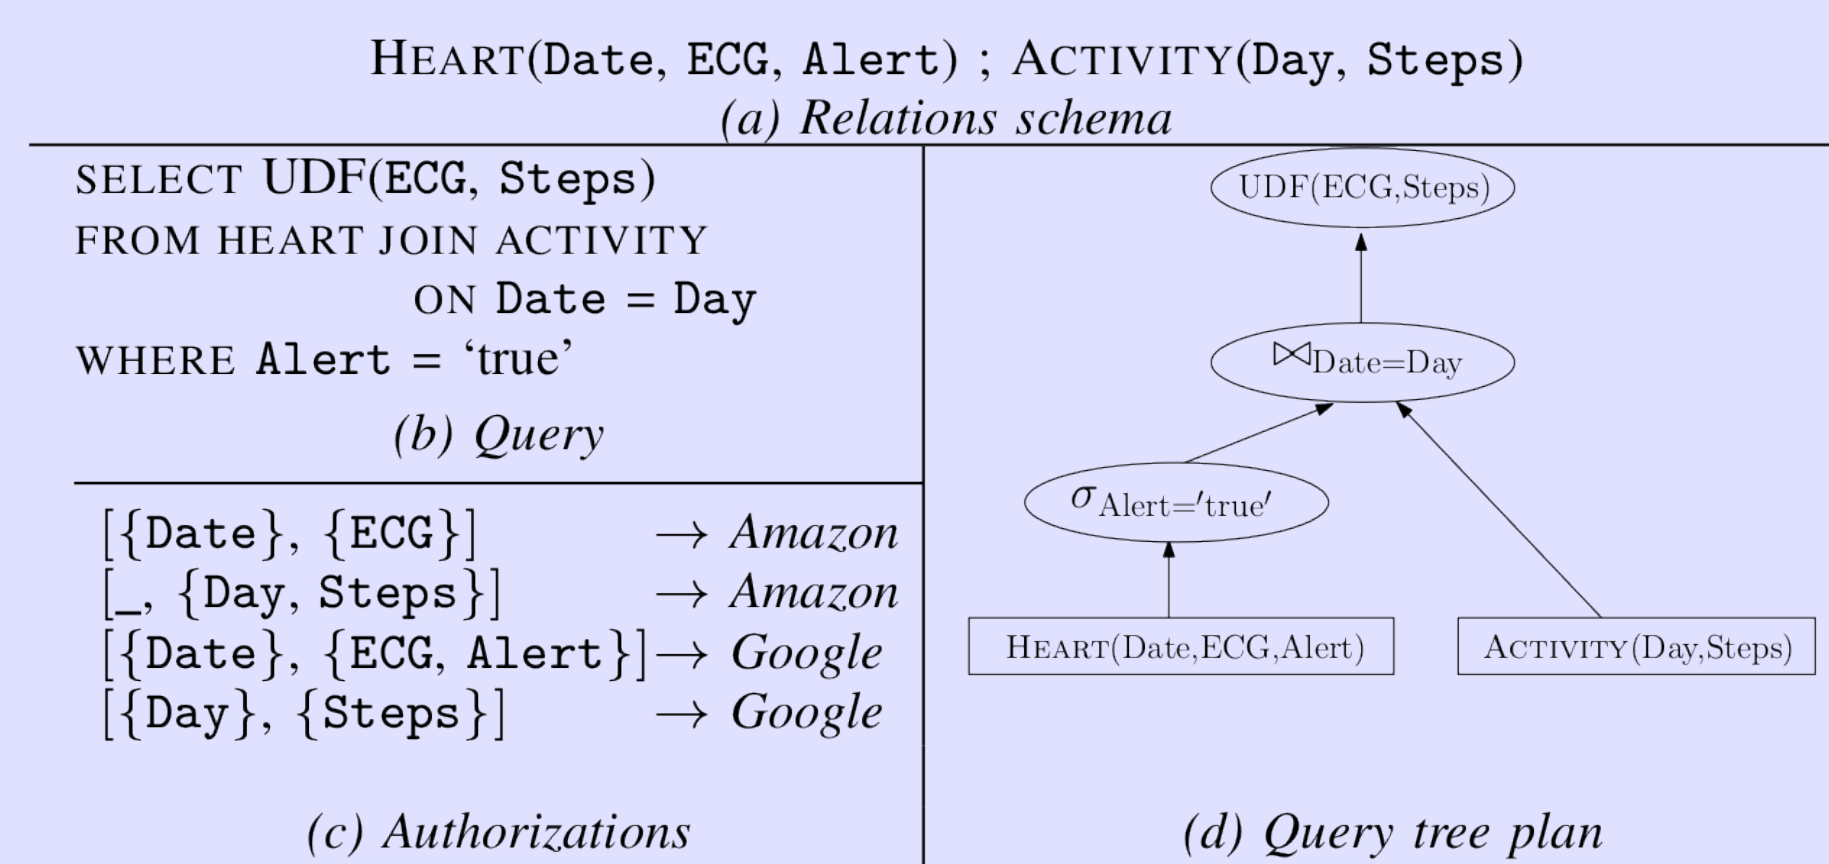 HEART(Date, ECG, Alert) ; ACTIVITY(Day, Steps)
(a) Relations schema
SELECT UDF(ECG, Steps)
FROM HEART JOIN ACTIVITY
ON Date = Day
WHERE Alert = ‘true’
(b) Query
[{Date}, {ECG}] → Amazon
[_, {Day, Steps}] → Amazon
[{Date}, {ECG, Alert}] → Google
[{Day}, {Steps}] → Google
(c) Authorizations
UDF(ECG,Steps)
⋈Date=Day
σAlert='true'
HEART(Date,ECG,Alert)
ACTIVITY(Day,Steps)
(d) Query tree plan